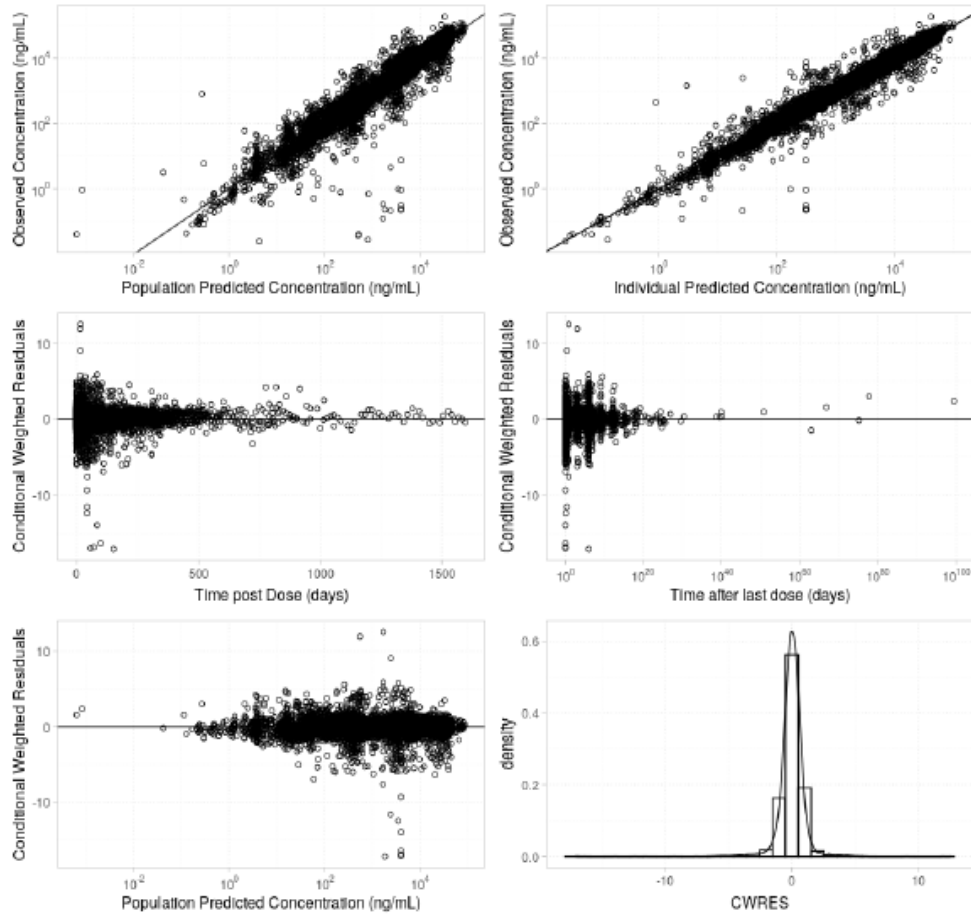 Observed Concentration (ng/mL)
10^4
10^2
10^0
10^-2 10^0 10^2 10^4
Population Predicted Concentration (ng/mL)
Observed Concentration (ng/mL)
10^4
10^2
10^0
10^0 10^2 10^4
Individual Predicted Concentration (ng/mL)
Conditional Weighted Residuals
10
0
-10
0 500 1000 1500
Time post Dose (days)
Conditional Weighted Residuals
10
0
-10
10^0 10^20 10^40 10^60 10^80 10^100
Time after last dose (days)
Conditional Weighted Residuals
10
0
-10
10^-2 10^0 10^2 10^4
Population Predicted Concentration (ng/mL)
density
0.6
0.4
0.2
0.0
-10 0 10
CWRES